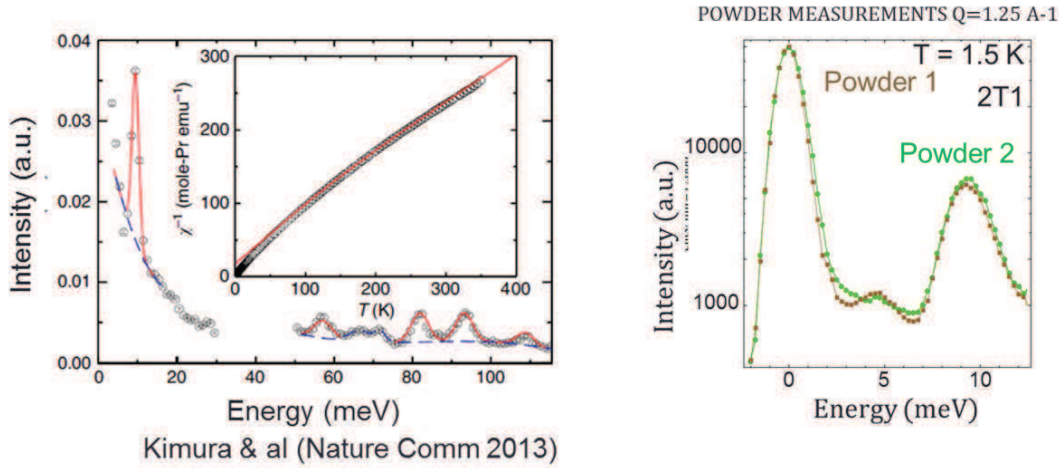 POWDER MEASUREMENTS Q=1.25 A-1
0.04
0.03
0.02
0.01
0.00
Intensity (a.u.)
0 20 40 60 80 100
Energy (meV)
300
200
100
0
χ⁻¹ (mole-Pr emu⁻¹)
0 100 200 300 400
T (K)
Kimura & al (Nature Comm 2013)
T = 1.5 K
Powder 1
2T1
Powder 2
10000
1000
Intensity (a.u.)
0 5 10
Energy (meV)